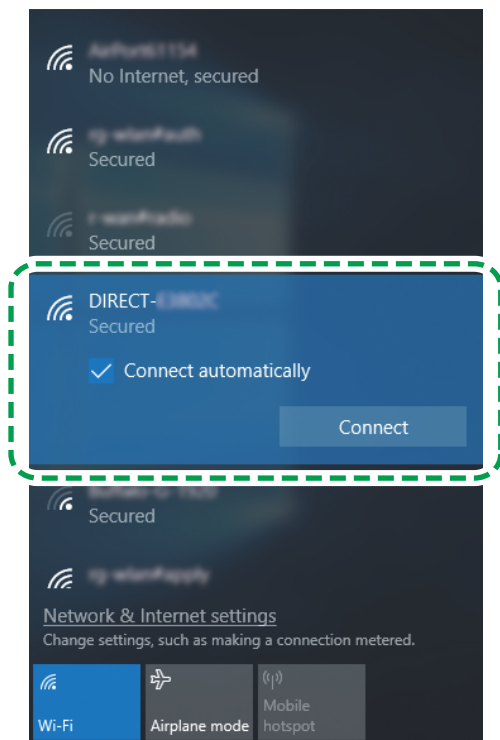 No Internet, secured
Secured
Secured
DIRECT-
Secured
Connect automatically
Connect
Secured
Network & Internet settings
Change settings, such as making a connection metered.
Wi-Fi
Airplane mode
Mobile
hotspot